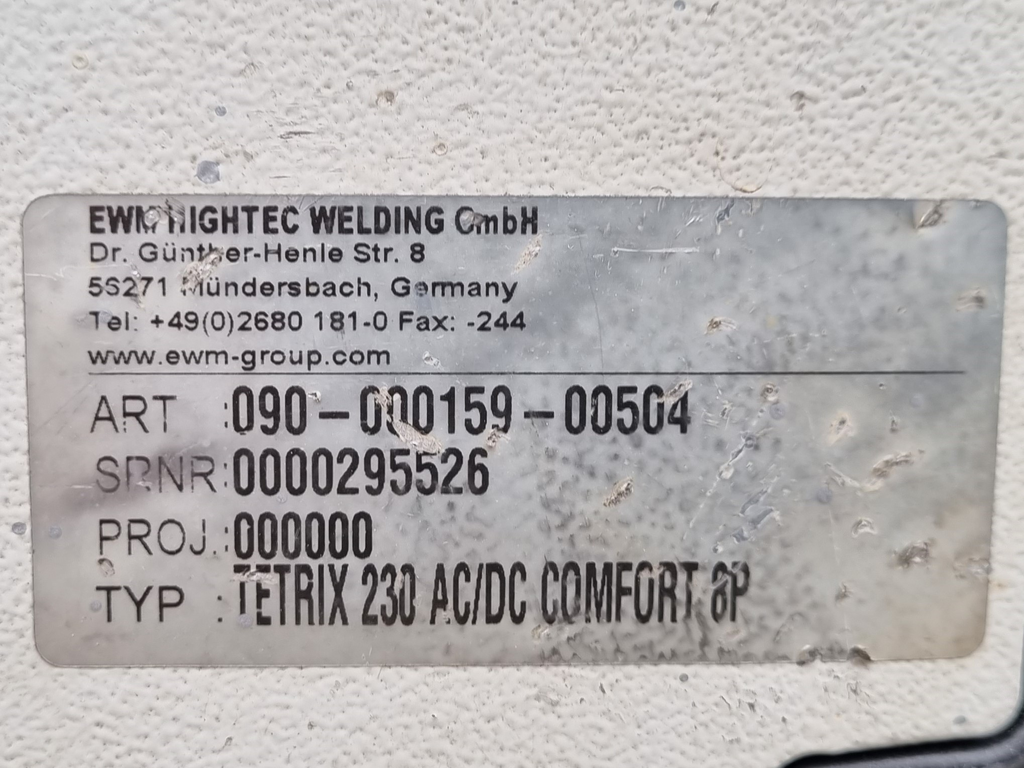 EWM HIGHTEC WELDING GmbH
Dr. Günther-Henle Str. 8
56271 Mündersbach, Germany
Tel: +49(0)2680 181-0 Fax: -244
www.ewm-group.com
ART :090-000159-00504
SRNR:0000295526
PROJ.:000000
TYP : TETRIX 230 AC/DC COMFORT 8P